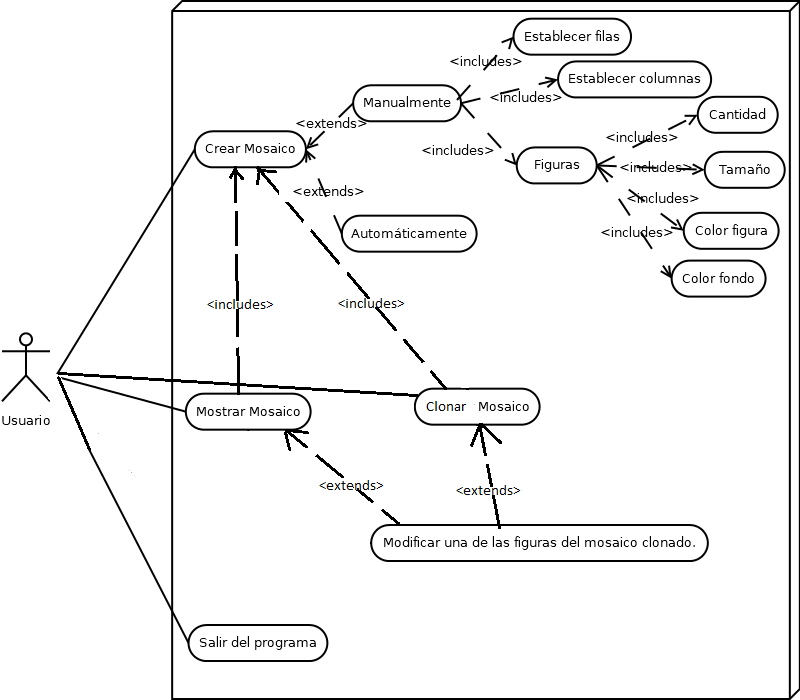 Establecer filas
<includes>
Establecer columnas
<includes>
Manualmente
Cantidad
<extends>
<includes>
Crear Mosaico
<includes>
Figuras
<includes>
Tamaño
<extends>
<includes>
Automáticamente
<includes>
Color figura
Color fondo
<includes>
<includes>
Usuario
Mostrar Mosaico
Clonar Mosaico
<extends>
<extends>
Modificar una de las figuras del mosaico clonado.
Salir del programa